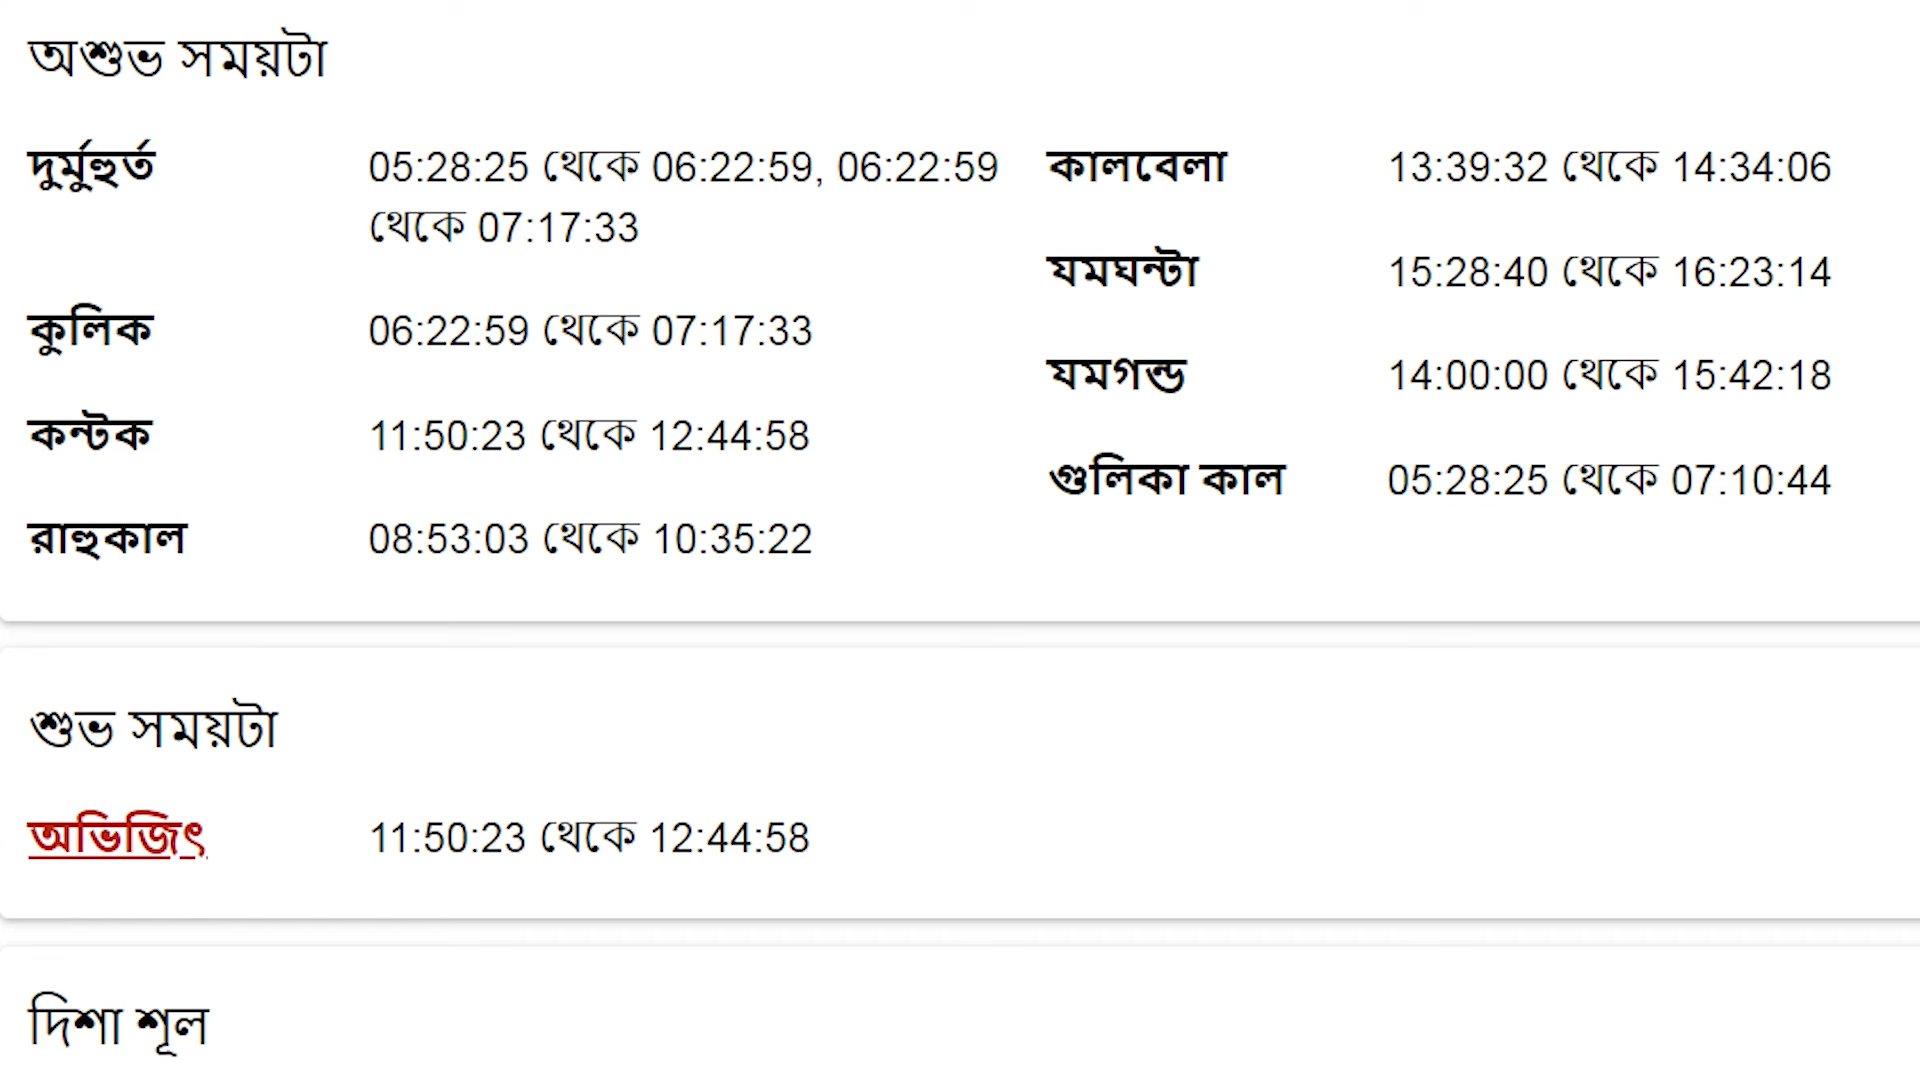 অশুভ সময়টা
দুর্মুহুর্ত 05:28:25 থেকে 06:22:59, 06:22:59
থেকে 07:17:33
কুলিক 06:22:59 থেকে 07:17:33
কন্টক 11:50:23 থেকে 12:44:58
রাহুকাল 08:53:03 থেকে 10:35:22
কালবেলা 13:39:32 থেকে 14:34:06
যমঘন্টা 15:28:40 থেকে 16:23:14
যমগন্ড 14:00:00 থেকে 15:42:18
গুলিকা কাল 05:28:25 থেকে 07:10:44
শুভ সময়টা
অভিজিৎ 11:50:23 থেকে 12:44:58
দিশা শূল